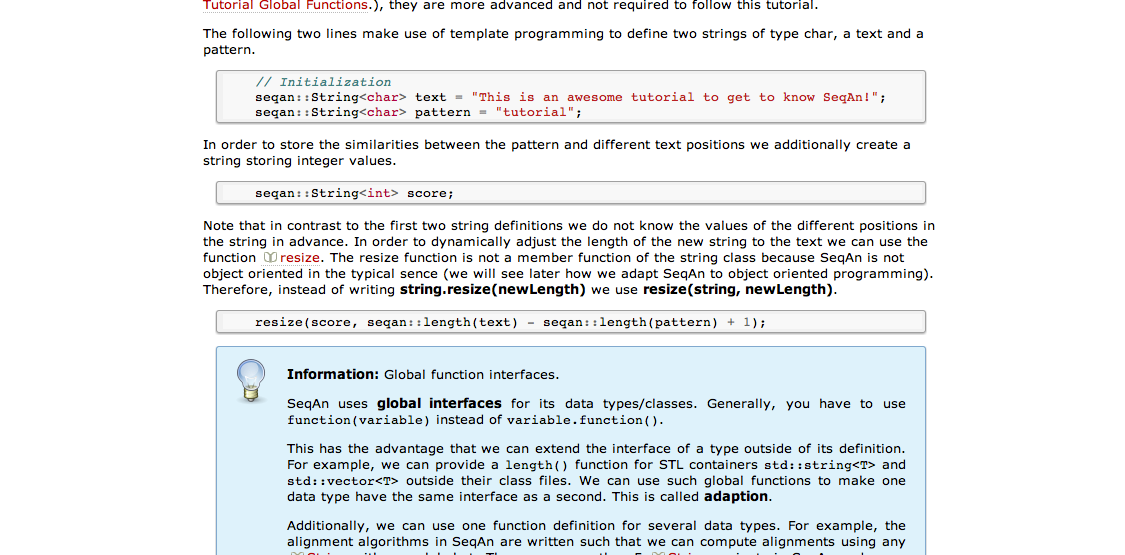 Tutorial Global Functions.), they are more advanced and not required to follow this tutorial.
The following two lines make use of template programming to define two strings of type char, a text and a
pattern.
// Initialization
seqan::String<char> text = "This is an awesome tutorial to get to know SeqAn!";
seqan::String<char> pattern = "tutorial";
In order to store the similarities between the pattern and different text positions we additionally create a
string storing integer values.
seqan::String<int> score;
Note that in contrast to the first two string definitions we do not know the values of the different positions in
the string in advance. In order to dynamically adjust the length of the new string to the text we can use the
function resize. The resize function is not a member function of the string class because SeqAn is not
object oriented in the typical sence (we will see later how we adapt SeqAn to object oriented programming).
Therefore, instead of writing string.resize(newLength) we use resize(string, newLength).
resize(score, seqan::length(text) - seqan::length(pattern) + 1);
Information: Global function interfaces.
SeqAn uses global interfaces for its data types/classes. Generally, you have to use
function(variable) instead of variable.function().
This has the advantage that we can extend the interface of a type outside of its definition.
For example, we can provide a length() function for STL containers std::string<T> and
std::vector<T> outside their class files. We can use such global functions to make one
data type have the same interface as a second. This is called adaption.
Additionally, we can use one function definition for several data types. For example, the
alignment algorithms in SeqAn are written such that we can compute alignments using any